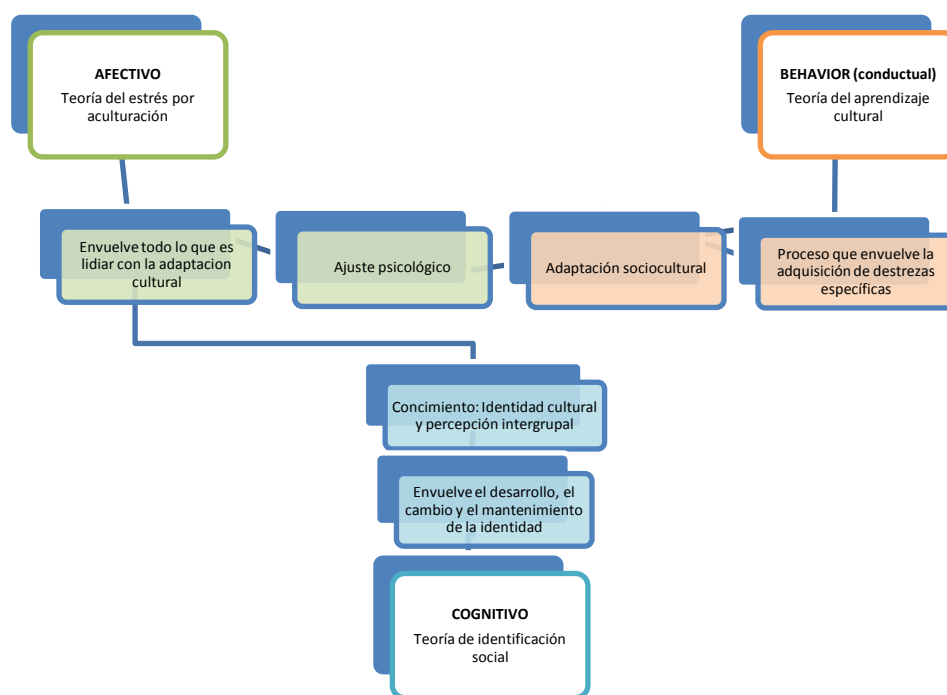 AFECTIVO
Teoría del estrés por
aculturación
BEHAVIOR (conductual)
Teoría del aprendizaje
cultural
Envuelve todo lo que es
lidiar con la adaptacion
cultural
Ajuste psicológico
Adaptación sociocultural
Proceso que envuelve la
adquisición de destrezas
específicas
Concimiento: Identidad cultural
y percepción intergrupal
Envuelve el desarrollo, el
cambio y el mantenimiento
de la identidad
COGNITIVO
Teoría de identificación
social